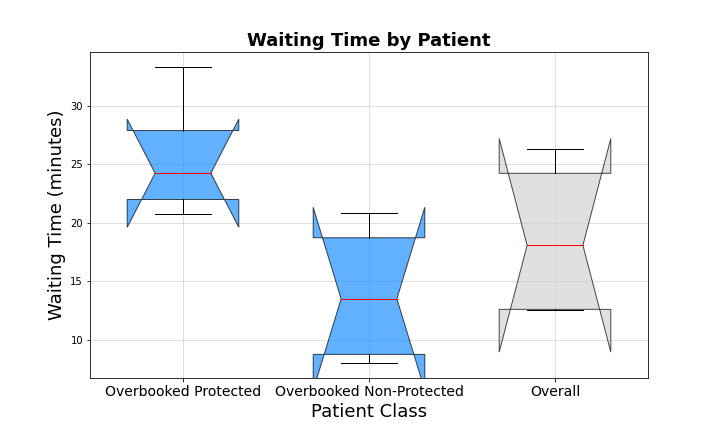 Waiting Time by Patient
Waiting Time (minutes)
30
25
20
15
10
Overbooked Protected
Overbooked Non-Protected
Overall
Patient Class